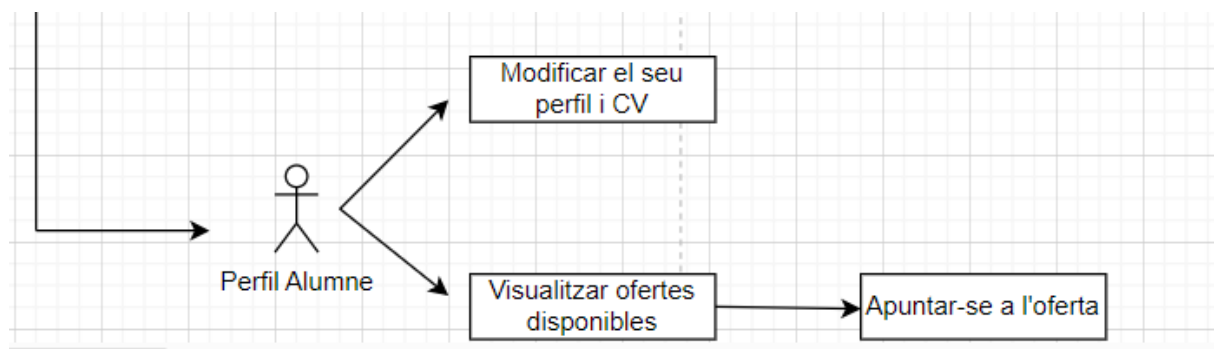 Modificar el seu
perfil i CV
Perfil Alumne
Visualitzar ofertes
disponibles
Apuntar-se a l'oferta